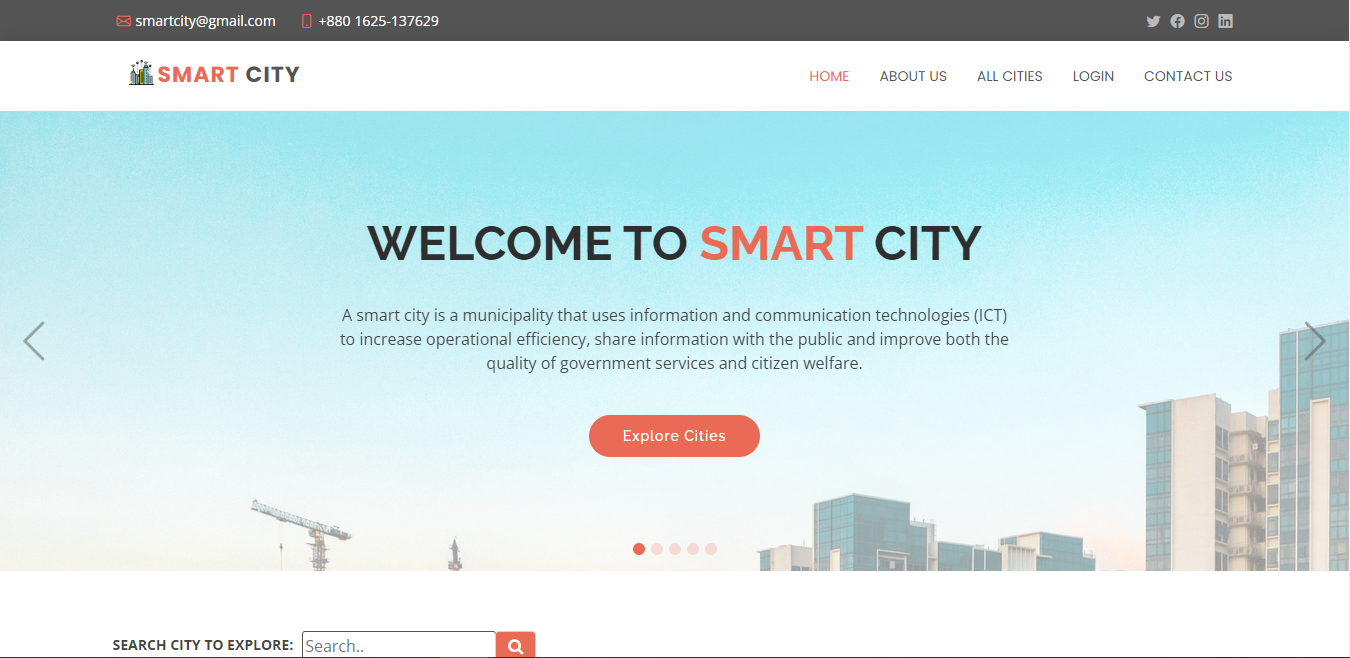 smartcity@gmail.com +880 1625-137629
SMART CITY
HOME ABOUT US ALL CITIES LOGIN CONTACT US
WELCOME TO SMART CITY
A smart city is a municipality that uses information and communication technologies (ICT)
to increase operational efficiency, share information with the public and improve both the
quality of government services and citizen welfare.
Explore Cities
SEARCH CITY TO EXPLORE: Search..